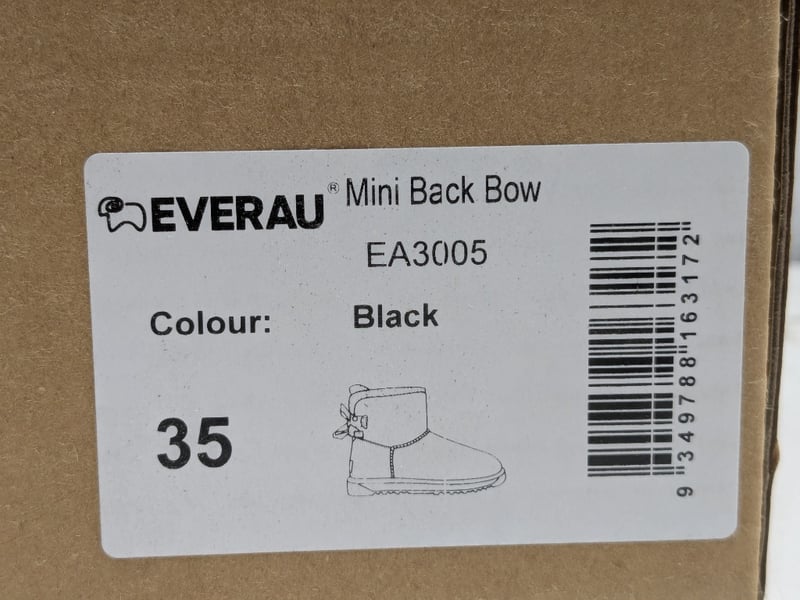 EVERAU® Mini Back Bow
EA3005
Colour: Black
35
9"349788"163172"